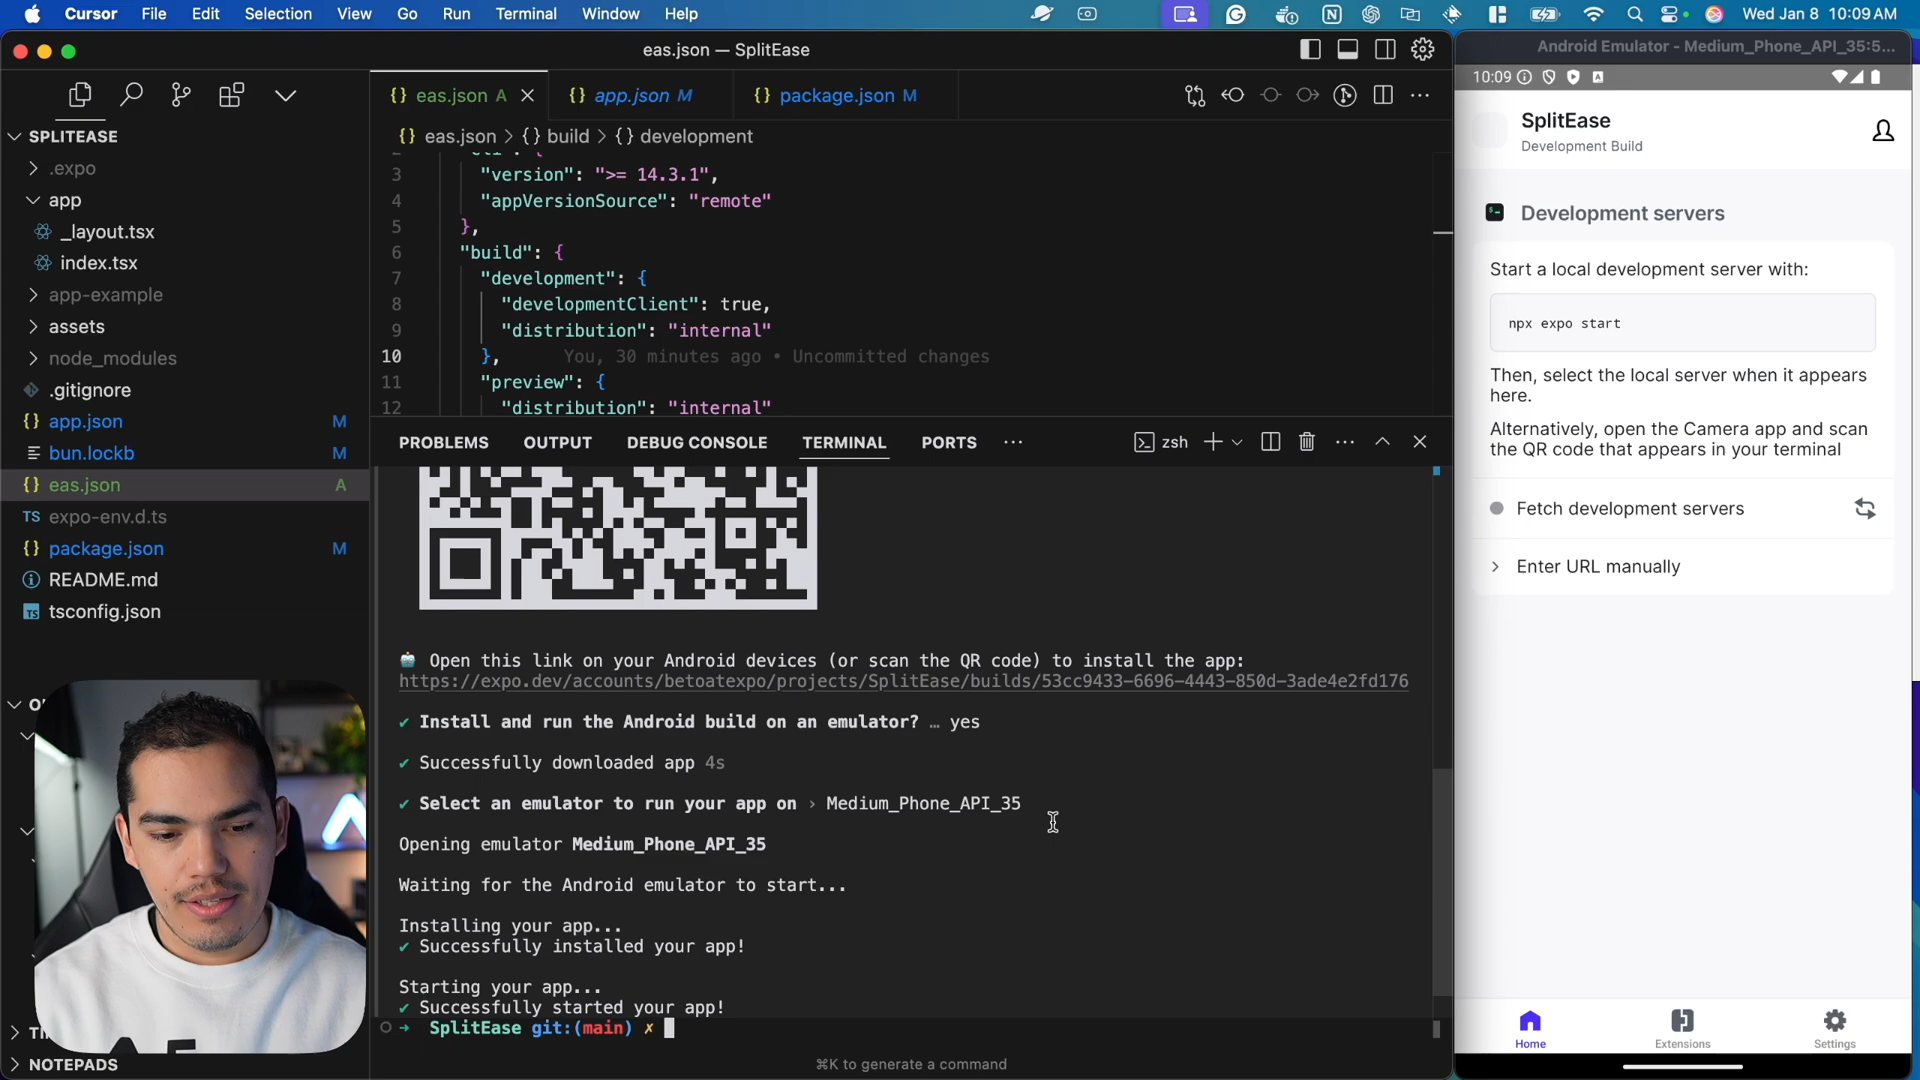 Cursor File Edit Selection View Go Run Terminal Window Help
Wed Jan 8 10:09 AM
eas.json — SplitEase
SPLITEASE
.expo
app
_layout.tsx
index.tsx
app-example
assets
node_modules
.gitignore
app.json M
bun.lockb M
eas.json A
TS expo-env.d.ts
package.json M
README.md
tsconfig.json
NOTEPADS
{} eas.json A
{} app.json M
{} package.json M
{} eas.json > {} build > {} development
3 "version": ">= 14.3.1",
4 "appVersionSource": "remote"
5 },
6 "build": {
7 "development": {
8 "developmentClient": true,
9 "distribution": "internal"
10 }, You, 30 minutes ago • Uncommitted changes
11 "preview": {
12 "distribution": "internal"
PROBLEMS OUTPUT DEBUG CONSOLE TERMINAL PORTS
zsh
Open this link on your Android devices (or scan the QR code) to install the app:
https://expo.dev/accounts/betoatexpo/projects/SplitEase/builds/53cc9433-6696-4443-850d-3ade4e2fd176
✔ Install and run the Android build on an emulator? … yes
✔ Successfully downloaded app 4s
✔ Select an emulator to run your app on › Medium_Phone_API_35
Opening emulator Medium_Phone_API_35
Waiting for the Android emulator to start...
Installing your app...
✔ Successfully installed your app!
Starting your app...
✔ Successfully started your app!
➜ SplitEase git:(main) ✗
⌘K to generate a command
Android Emulator - Medium_Phone_API_35:5...
10:09
SplitEase
Development Build
Development servers
Start a local development server with:
npx expo start
Then, select the local server when it appears
here.
Alternatively, open the Camera app and scan
the QR code that appears in your terminal
Fetch development servers
Enter URL manually
Home Extensions Settings